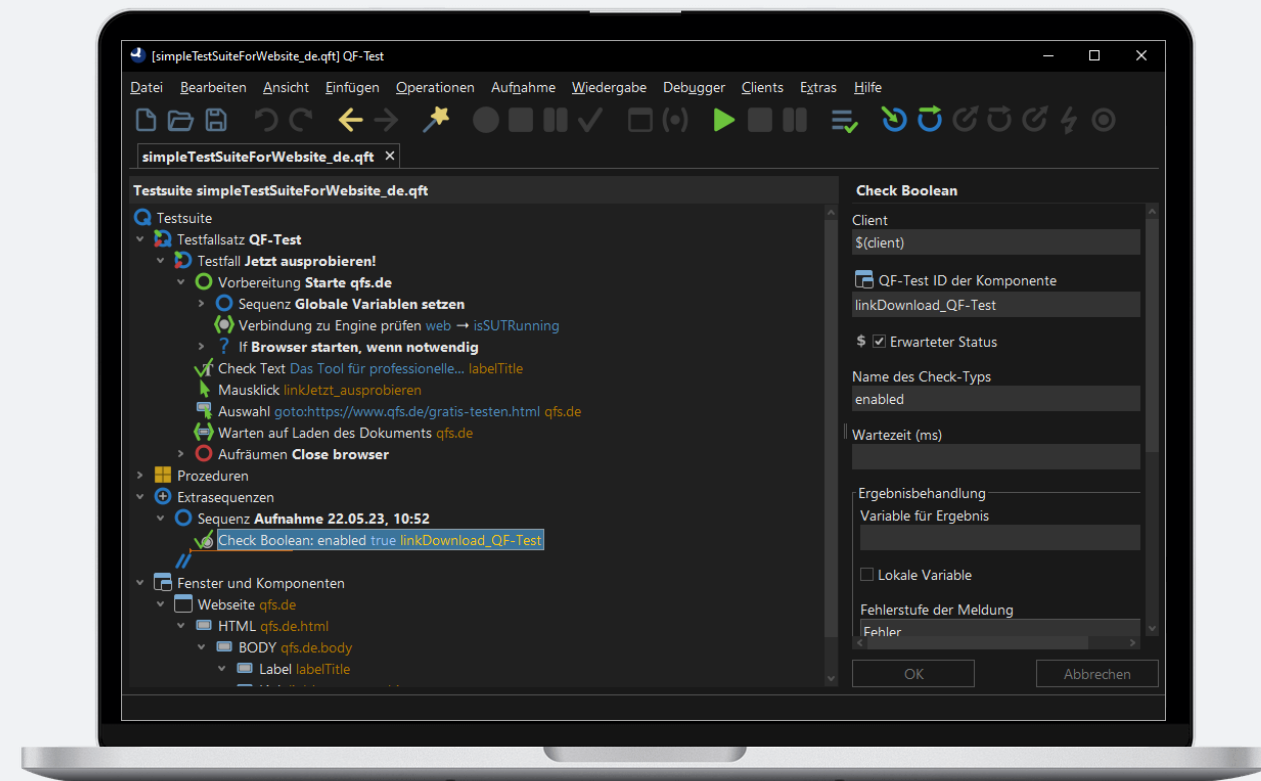 [simpleTestSuiteForWebsite_de.qft] QF-Test
Datei Bearbeiten Ansicht Einfügen Operationen Aufnahme Wiedergabe Debugger Clients Extras Hilfe
simpleTestSuiteForWebsite_de.qft
Testsuite simpleTestSuiteForWebsite_de.qft
Testsuite
Testfallsatz QF-Test
Testfall Jetzt ausprobieren!
Vorbereitung Starte qfs.de
Sequenz Globale Variablen setzen
Verbindung zu Engine prüfen web → isSUTRunning
If Browser starten, wenn notwendig
Check Text Das Tool für professionelle... labelTitle
Mausklick linkJetzt_ausprobieren
Auswahl goto:https://www.qfs.de/gratis-testen.html qfs.de
Warten auf Laden des Dokuments qfs.de
Aufräumen Close browser
Prozeduren
Extrasequenzen
Sequenz Aufnahme 22.05.23, 10:52
Check Boolean: enabled true linkDownload_QF-Test
Fenster und Komponenten
Webseite qfs.de
HTML qfs.de.html
BODY qfs.de.body
Label labelTitle
Check Boolean
Client
$(client)
QF-Test ID der Komponente
linkDownload_QF-Test
$ Erwarteter Status
Name des Check-Typs
enabled
Wartezeit (ms)
Ergebnisbehandlung
Variable für Ergebnis
Lokale Variable
Fehlerstufe der Meldung
Fehler
OK Abbrechen